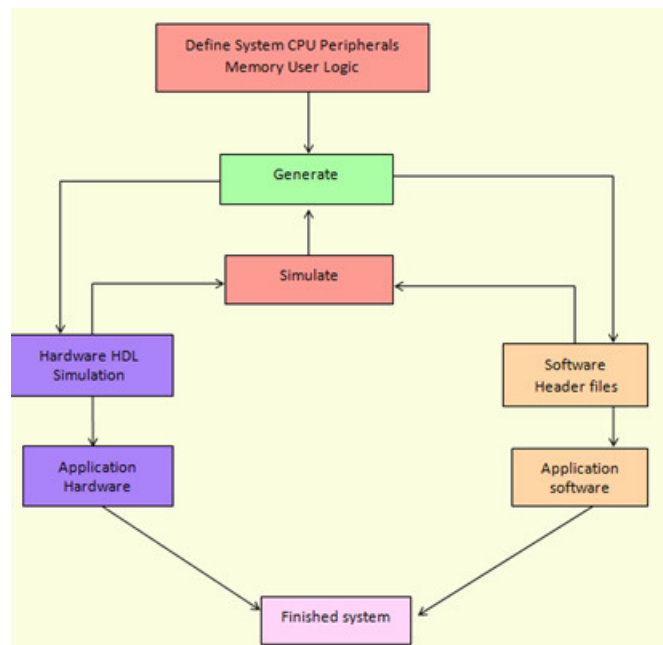 Define System CPU Peripherals
Memory User Logic
Generate
Simulate
Hardware HDL
Simulation
Software
Header files
Application
Hardware
Application
software
Finished system